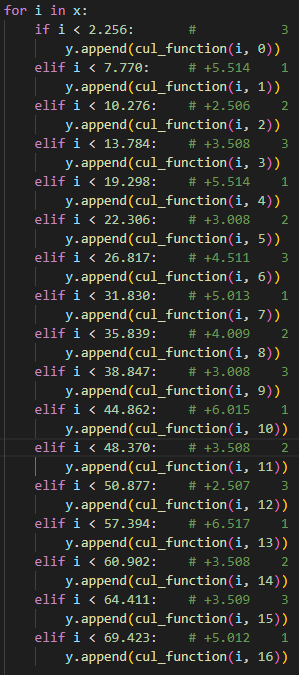 for i in x:
    if i < 2.256:       #           3
        y.append(cul_function(i, 0))
    elif i < 7.770:     # +5.514    1
        y.append(cul_function(i, 1))
    elif i < 10.276:    # +2.506    2
        y.append(cul_function(i, 2))
    elif i < 13.784:    # +3.508    3
        y.append(cul_function(i, 3))
    elif i < 19.298:    # +5.514    1
        y.append(cul_function(i, 4))
    elif i < 22.306:    # +3.008    2
        y.append(cul_function(i, 5))
    elif i < 26.817:    # +4.511    3
        y.append(cul_function(i, 6))
    elif i < 31.830:    # +5.013    1
        y.append(cul_function(i, 7))
    elif i < 35.839:    # +4.009    2
        y.append(cul_function(i, 8))
    elif i < 38.847:    # +3.008    3
        y.append(cul_function(i, 9))
    elif i < 44.862:    # +6.015    1
        y.append(cul_function(i, 10))
    elif i < 48.370:    # +3.508    2
        y.append(cul_function(i, 11))
    elif i < 50.877:    # +2.507    3
        y.append(cul_function(i, 12))
    elif i < 57.394:    # +6.517    1
        y.append(cul_function(i, 13))
    elif i < 60.902:    # +3.508    2
        y.append(cul_function(i, 14))
    elif i < 64.411:    # +3.509    3
        y.append(cul_function(i, 15))
    elif i < 69.423:    # +5.012    1
        y.append(cul_function(i, 16))